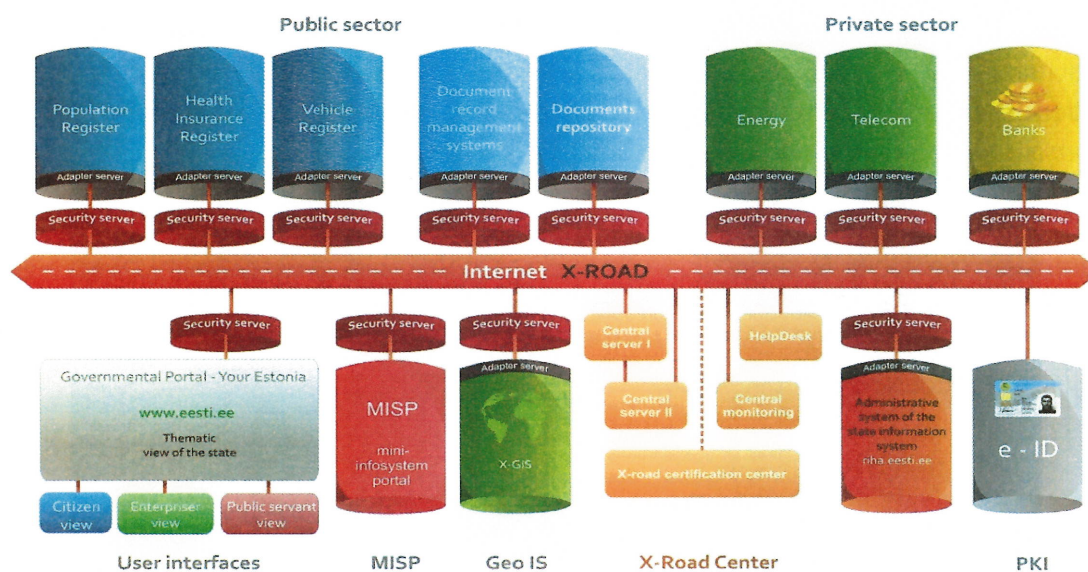 Public sector
Private sector
Population
Register
Health
Insurance
Register
Vehicle
Register
Document
record
management
systems
Documents
repository
Energy
Telecom
Banks
Adapter server
Adapter server
Adapter server
Adapter server
Adapter server
Adapter server
Adapter server
Adapter server
Security server
Security server
Security server
Security server
Security server
Security server
Security server
Security server
Internet X-ROAD
Security server
Security server
Security server
Central
server I
HelpDesk
Security server
Governmental Portal - Your Estonia
www.eesti.ee
Thematic
view of the state
MISP
mini-
infosystem
portal
Adapter server
X-GIS
Central
server II
Central
monitoring
X-road certification center
Adapter server
Administrative
system of the
state information
system
riha.eesti.ee
e - ID
Citizen
view
Enterpriser
view
Public servant
view
User interfaces
MISP
Geo IS
X-Road Center
PKI